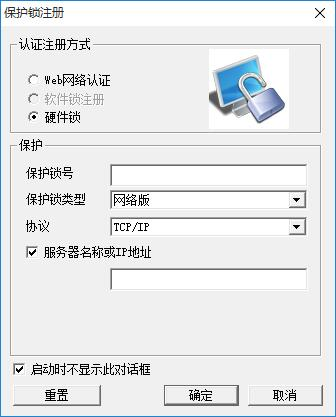 保护锁注册
认证注册方式
Web网络认证
软件锁注册
硬件锁
保护
保护锁号
保护锁类型 网络版
协议 TCP/IP
服务器名称或IP地址
启动时不显示此对话框
重置 确定 取消